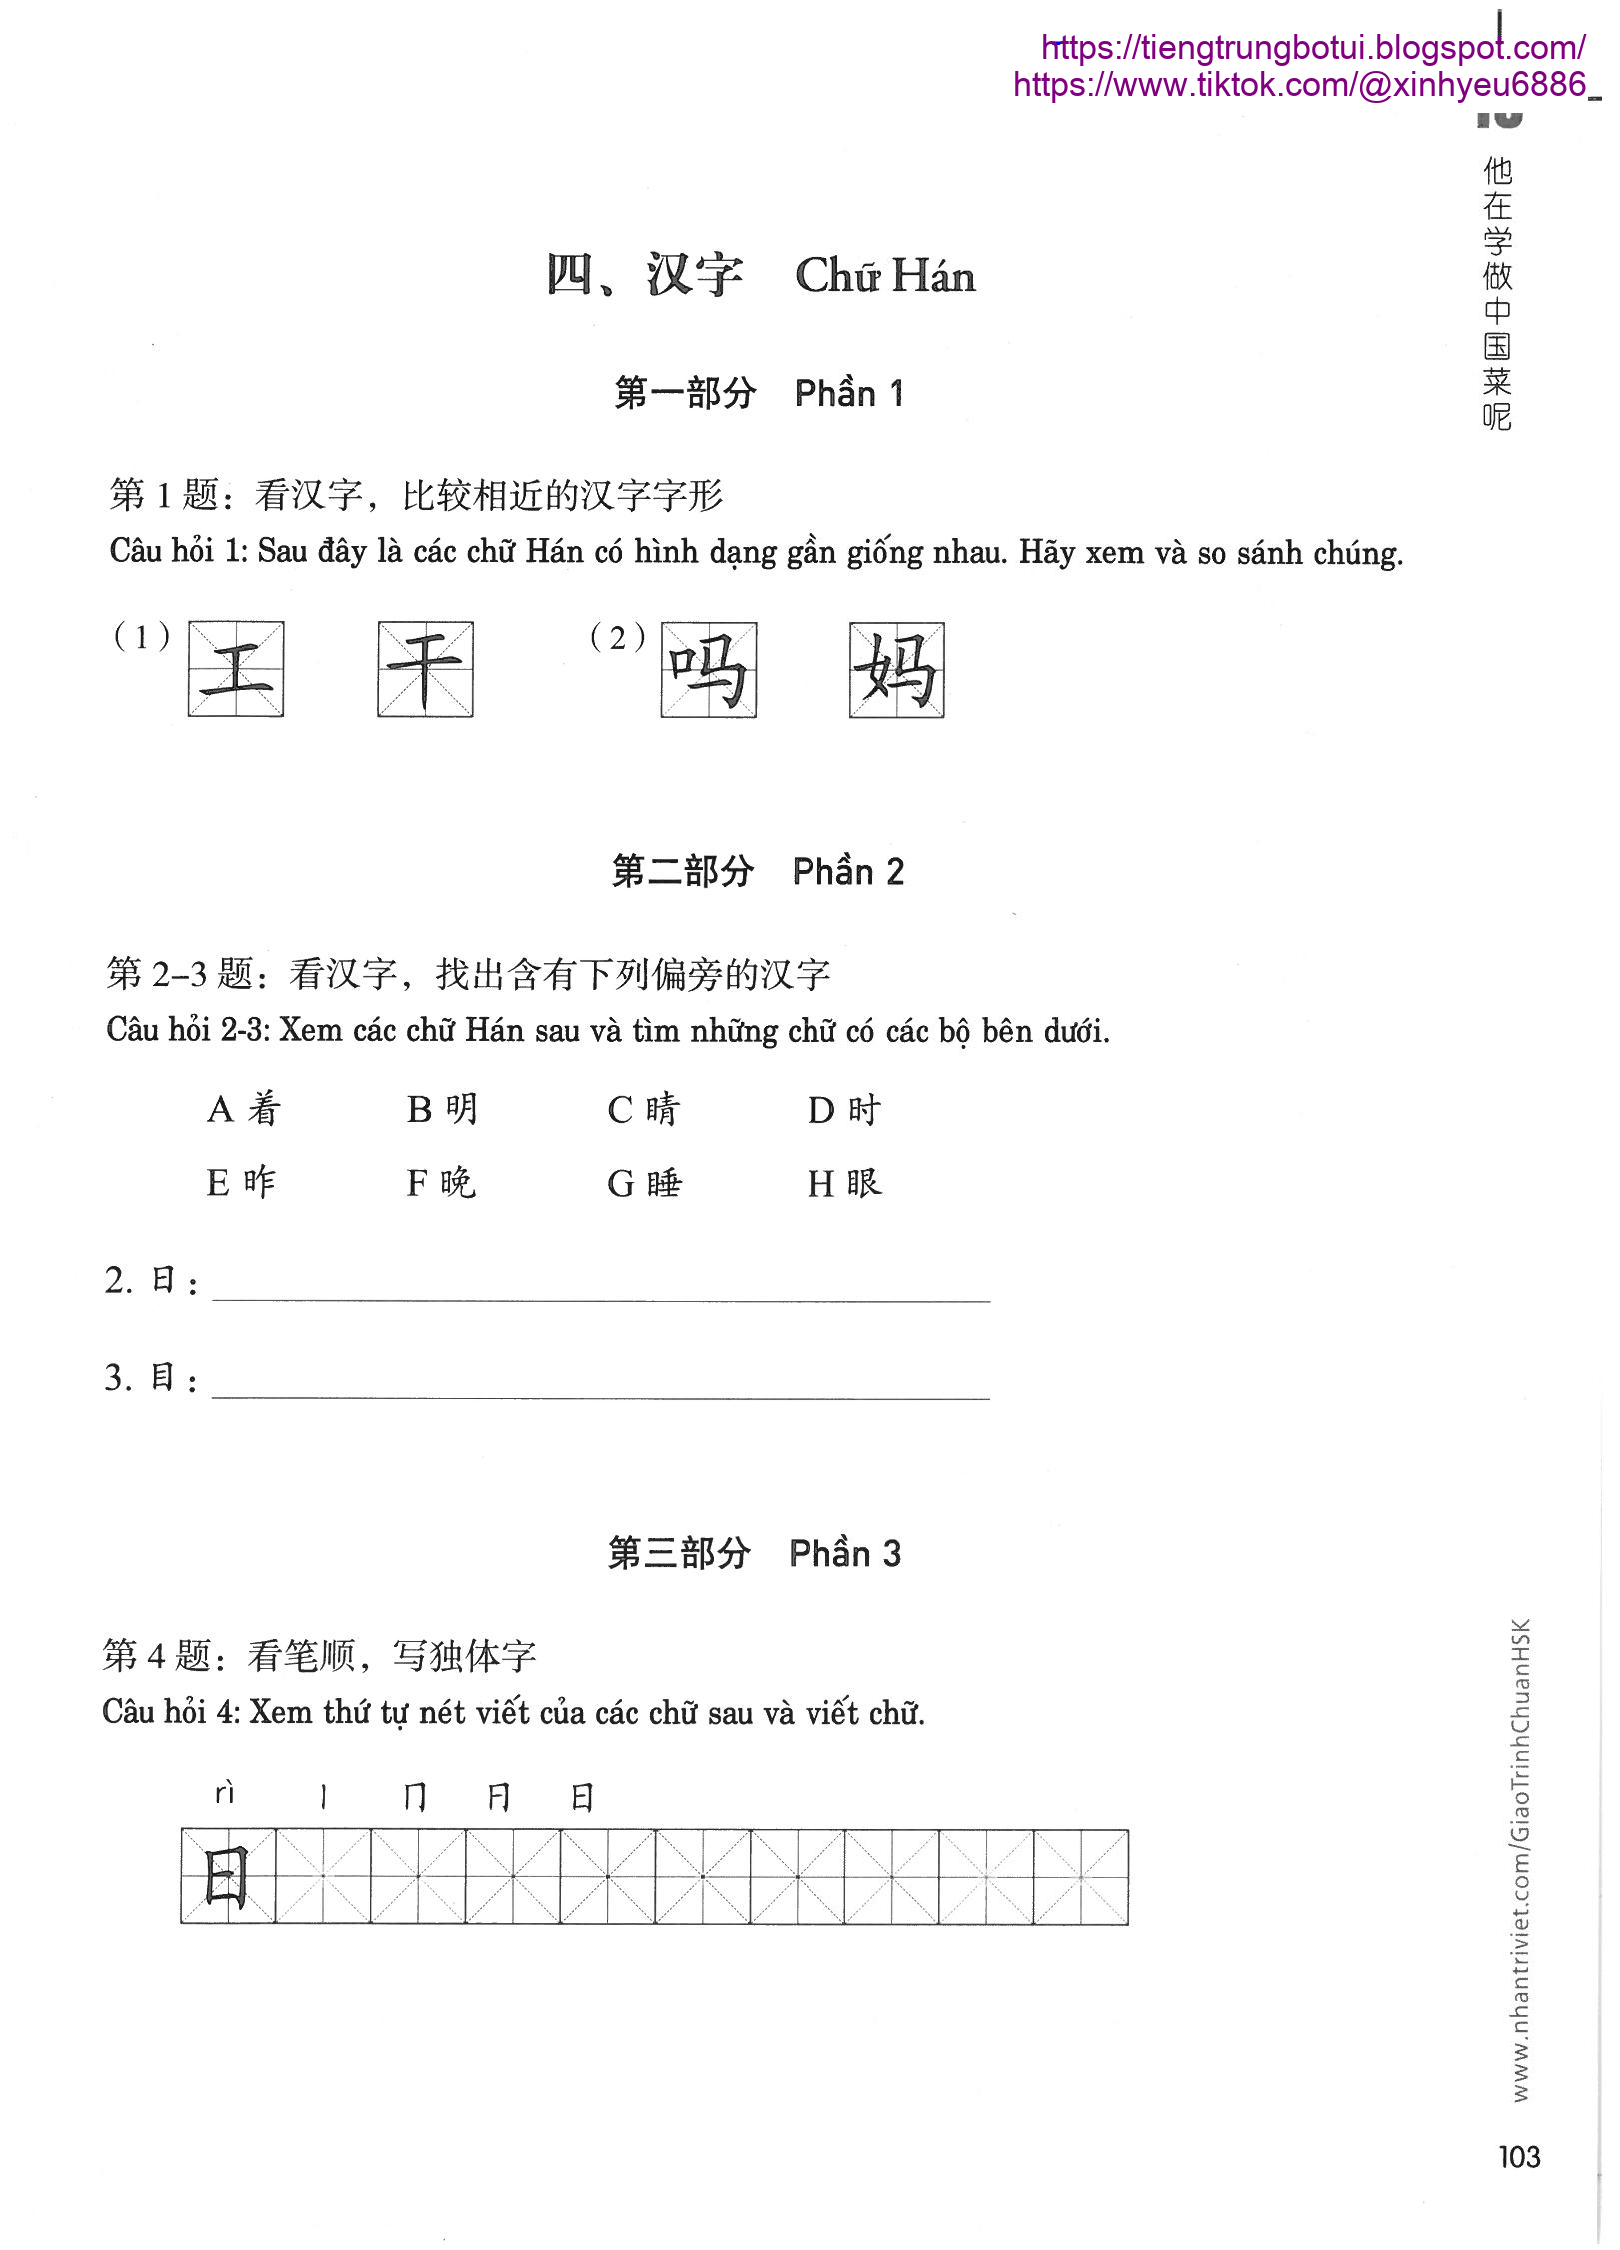 https://tiengtrungbotui.blogspot.com/
https://www.tiktok.com/@xinhyeu6886
他在学做中国菜呢
四、汉字 Chữ Hán
第一部分 Phần 1
第 1 题：看汉字，比较相近的汉字字形
Câu hỏi 1: Sau đây là các chữ Hán có hình dạng gần giống nhau. Hãy xem và so sánh chúng.
（1） 工 干 （2） 吗 妈
第二部分 Phần 2
第 2–3 题：看汉字，找出含有下列偏旁的汉字
Câu hỏi 2-3: Xem các chữ Hán sau và tìm những chữ có các bộ bên dưới.
A 着 B 明 C 晴 D 时
E 昨 F 晚 G 睡 H 眼
2. 日：
3. 目：
第三部分 Phần 3
第 4 题：看笔顺，写独体字
Câu hỏi 4: Xem thứ tự nét viết của các chữ sau và viết chữ.
rì 丨 冂 日 日
日
www.nhantriviet.com/GiaoTrinhChuanHSK
103